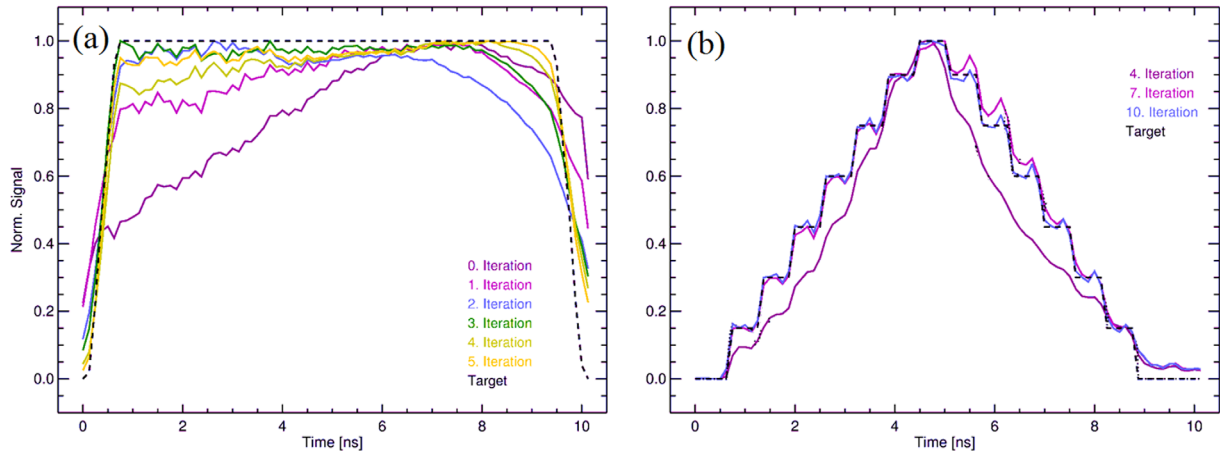 (a)
Norm. Signal
1.0
0.8
0.6
0.4
0.2
0.0
0. Iteration
1. Iteration
2. Iteration
3. Iteration
4. Iteration
5. Iteration
Target
0 2 4 6 8 10
Time [ns]
(b)
1.0
0.8
0.6
0.4
0.2
0.0
4. Iteration
7. Iteration
10. Iteration
Target
0 2 4 6 8 10
Time [ns]